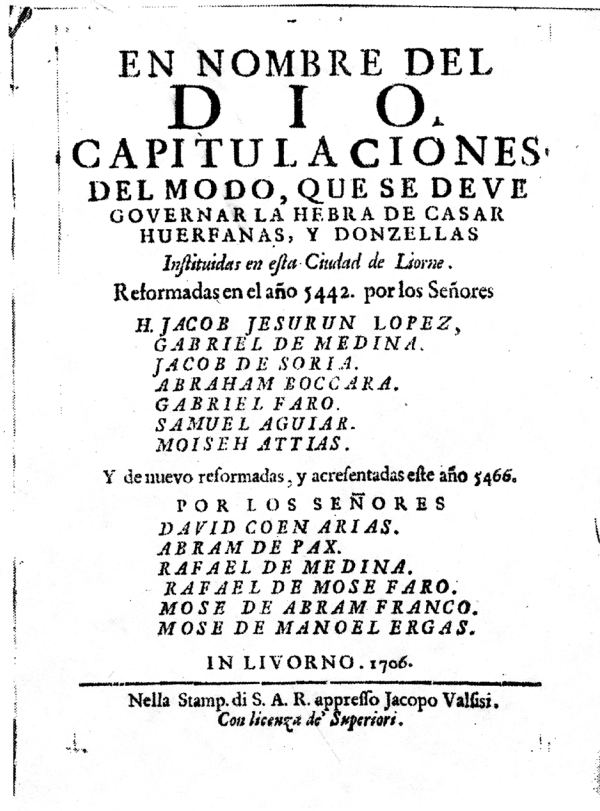 EN NOMBRE DEL
DIO.
CAPITULACIONES
DEL MODO, QUE SE DEVE
GOVERNAR LA HEBRA DE CASAR
HUERFANAS, Y DONZELLAS
Instituidas en esta Ciudad de Liorne.
Reformadas en el año 5442. por los Señores
H. JACOB JESURUN LOPEZ,
GABRIEL DE MEDINA.
JACOB DE SORIA.
ABRAHAM BOCCARA.
GABRIEL FARO.
SAMUEL AGUIAR.
MOISEH ATTIAS.
Y de nuevo reformadas, y acresentadas este año 5466.
POR LOS SEÑORES
DAVID COEN ARIAS.
ABRAM DE PAX.
RAFAEL DE MEDINA.
RAFAEL DE MOSE FARO.
MOSE DE ABRAM FRANCO.
MOSE DE MANOEL ERGAS.
IN LIVORNO. 1706.
Nella Stamp. di S. A. R. appresso Jacopo Valsisi.
Con licenza de' Superiori.